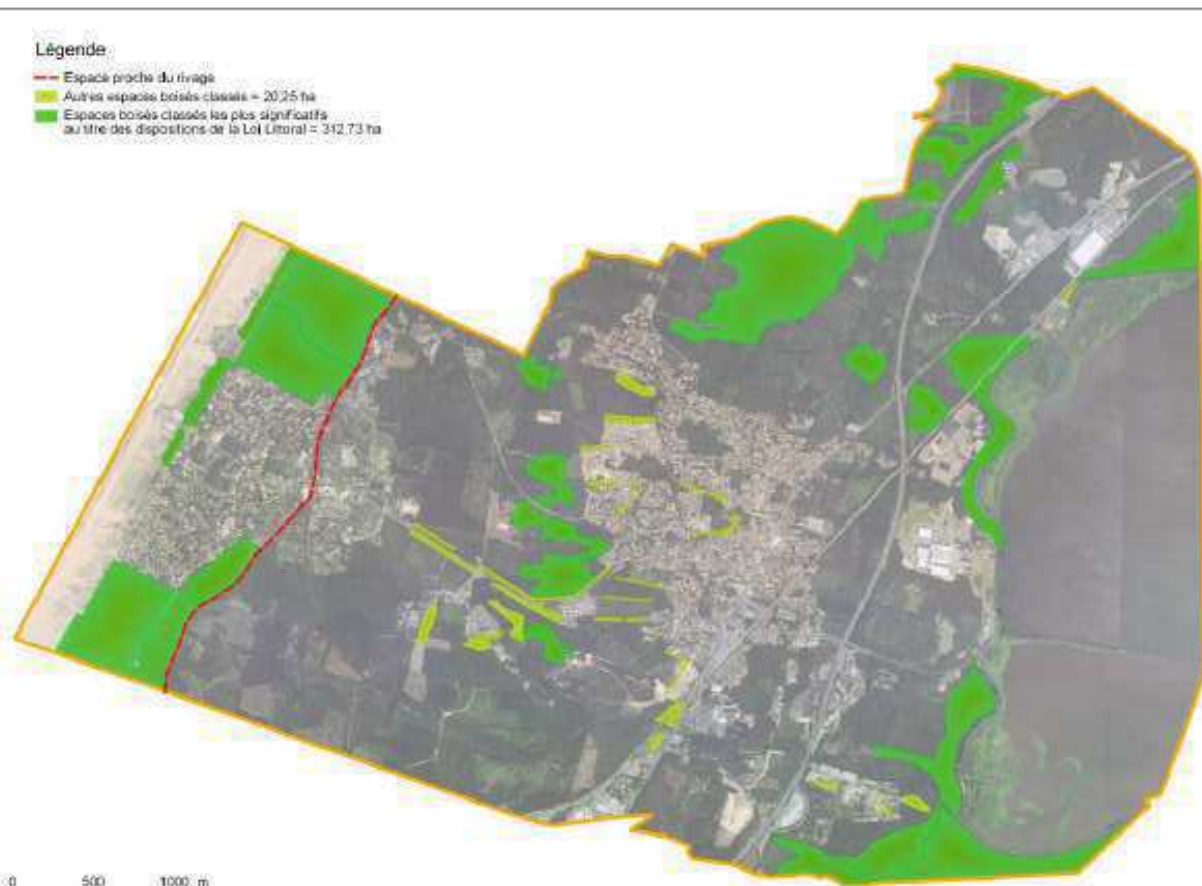 Légende
Espace proche du rivage
Autres espaces boisés classés = 20,25 ha
Espaces boisés classés les plus significatifs
au titre des dispositions de la Loi Littoral = 312,73 ha
0 500 1000 m